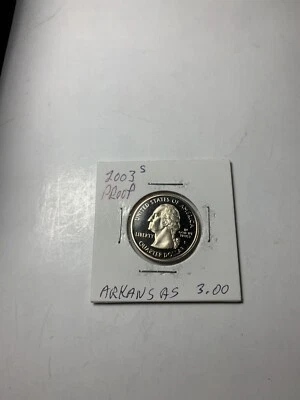 2003 S
PROOF
UNITED STATES OF AMERICA
LIBERTY
IN GOD WE TRUST
QUARTER DOLLAR
ARKANSAS 3.00